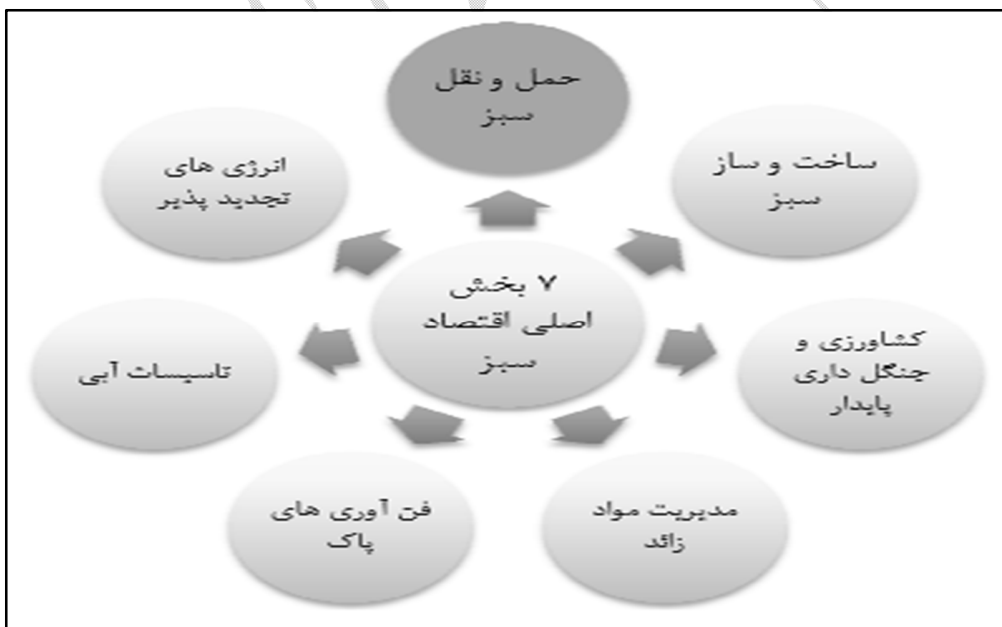 حمل و نقل
سبز
ساخت و ساز
سبز
انرژی های
تجدید پذیر
۷ بخش
اصلی اقتصاد
سبز
کشاورزی و
جنگل داری
پایدار
تاسیسات آبی
مدیریت مواد
زائد
فن آوری های
پاک